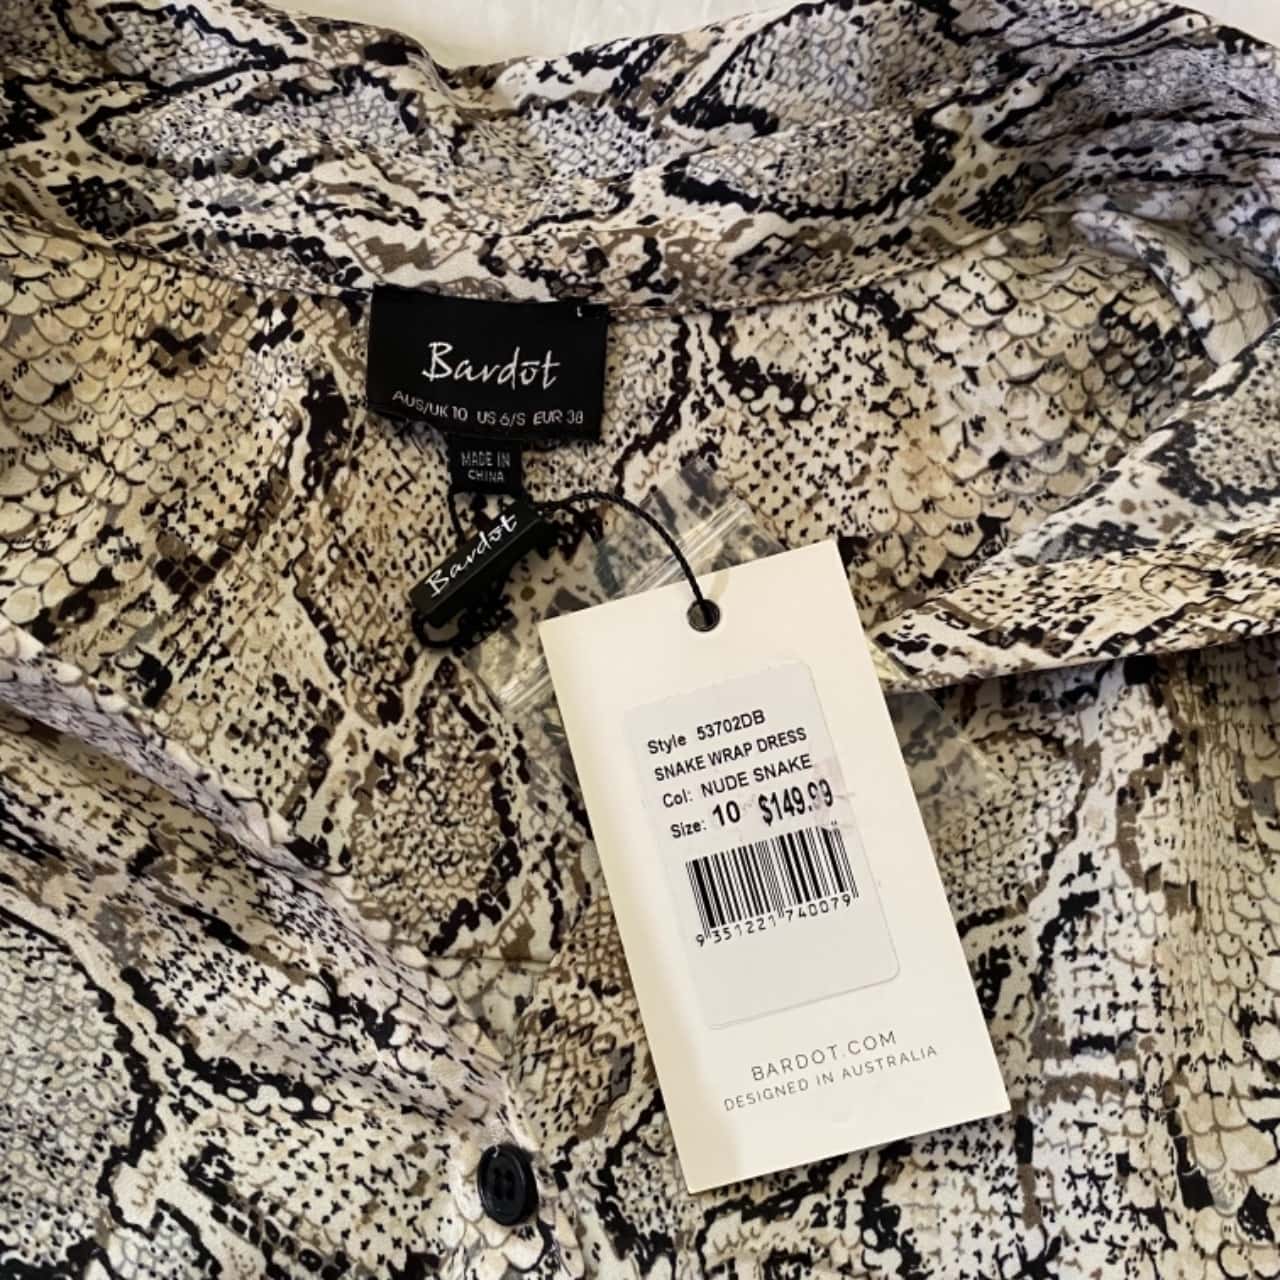 Bardot
AUS/UK 10 US 6/S EUR 38
MADE IN
CHINA
Bardot
Style 53702DB
SNAKE WRAP DRESS
Col: NUDE SNAKE
Size: 10 $149.99
9 351221 740079
BARDOT.COM
DESIGNED IN AUSTRALIA